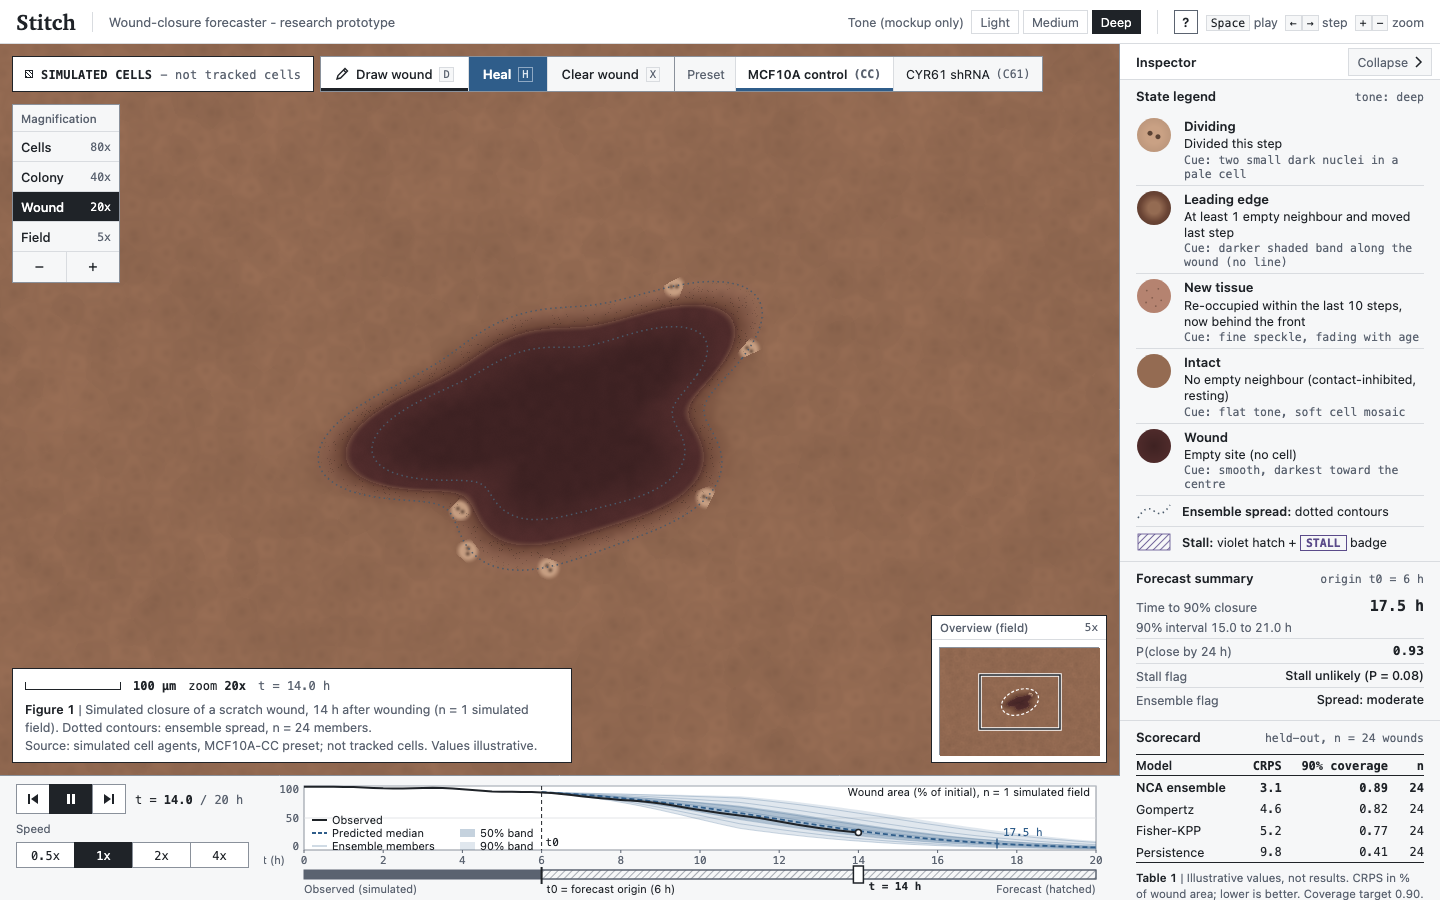 Stitch
Wound-closure forecaster - research prototype
Tone (mockup only) Light Medium Deep
? Space play ← → step + − zoom
SIMULATED CELLS – not tracked cells
Draw wound D
Heal H
Clear wound X
Preset
MCF10A control (CC)
CYR61 shRNA (C61)
Magnification
Cells 80x
Colony 40x
Wound 20x
Field 5x
− +
100 µm zoom 20x t = 14.0 h
Figure 1 | Simulated closure of a scratch wound, 14 h after wounding (n = 1 simulated
field). Dotted contours: ensemble spread, n = 24 members.
Source: simulated cell agents, MCF10A-CC preset; not tracked cells. Values illustrative.
Overview (field) 5x
Inspector
Collapse
State legend tone: deep
Dividing
Divided this step
Cue: two small dark nuclei in a
pale cell
Leading edge
At least 1 empty neighbour and moved
last step
Cue: darker shaded band along the
wound (no line)
New tissue
Re-occupied within the last 10 steps,
now behind the front
Cue: fine speckle, fading with age
Intact
No empty neighbour (contact-inhibited,
resting)
Cue: flat tone, soft cell mosaic
Wound
Empty site (no cell)
Cue: smooth, darkest toward the
centre
Ensemble spread: dotted contours
Stall: violet hatch + STALL badge
Forecast summary origin t0 = 6 h
Time to 90% closure 17.5 h
90% interval 15.0 to 21.0 h
P(close by 24 h) 0.93
Stall flag Stall unlikely (P = 0.08)
Ensemble flag Spread: moderate
Scorecard held-out, n = 24 wounds
Model CRPS 90% coverage n
NCA ensemble 3.1 0.89 24
Gompertz 4.6 0.82 24
Fisher-KPP 5.2 0.77 24
Persistence 9.8 0.41 24
Table 1 | Illustrative values, not results. CRPS in %
of wound area; lower is better. Coverage target 0.90.
t = 14.0 / 20 h
Speed
0.5x 1x 2x 4x
Wound area (% of initial), n = 1 simulated field
100
50
0
Observed
Predicted median 50% band
Ensemble members 90% band
t0
17.5 h
t (h) 0 2 4 6 8 10 12 14 16 18 20
Observed (simulated)
t0 = forecast origin (6 h)
t = 14 h
Forecast (hatched)